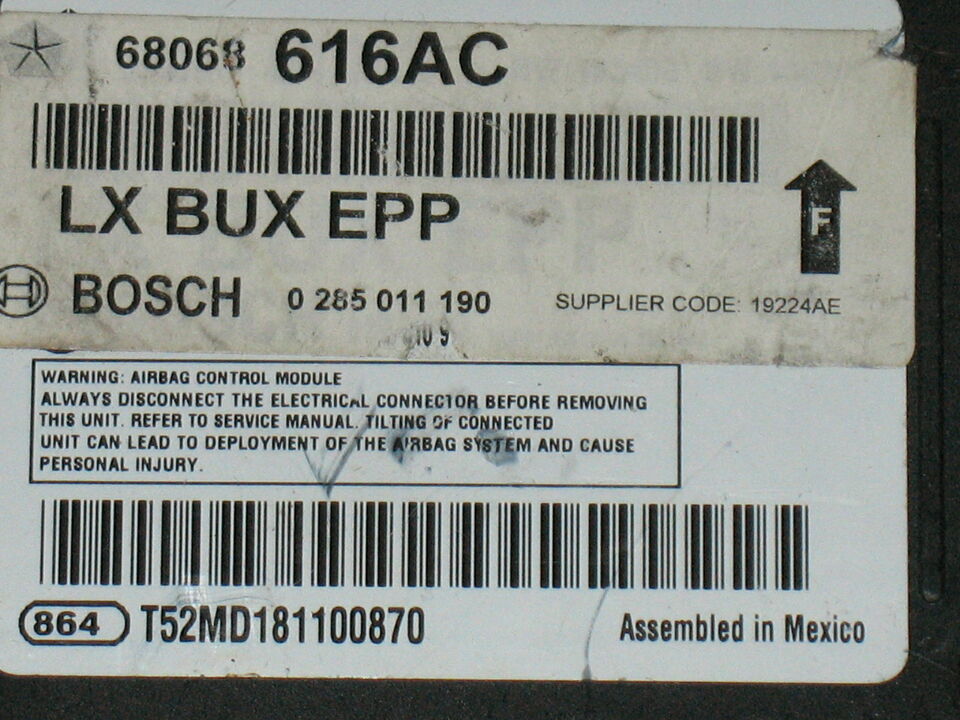 68068 616AC
LX BUX EPP
F
BOSCH 0 285 011 190 SUPPLIER CODE: 19224AE
10 9
WARNING: AIRBAG CONTROL MODULE
ALWAYS DISCONNECT THE ELECTRICAL CONNECTOR BEFORE REMOVING
THIS UNIT. REFER TO SERVICE MANUAL. TILTING OF CONNECTED
UNIT CAN LEAD TO DEPLOYMENT OF THE AIRBAG SYSTEM AND CAUSE
PERSONAL INJURY.
864 T52MD181100870 Assembled in Mexico